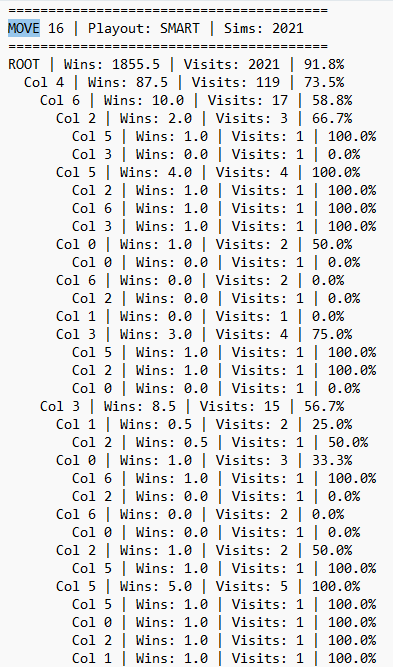 ========================================
MOVE 16 | Playout: SMART | Sims: 2021
========================================
ROOT | Wins: 1855.5 | Visits: 2021 | 91.8%
Col 4 | Wins: 87.5 | Visits: 119 | 73.5%
Col 6 | Wins: 10.0 | Visits: 17 | 58.8%
Col 2 | Wins: 2.0 | Visits: 3 | 66.7%
Col 5 | Wins: 1.0 | Visits: 1 | 100.0%
Col 3 | Wins: 0.0 | Visits: 1 | 0.0%
Col 5 | Wins: 4.0 | Visits: 4 | 100.0%
Col 2 | Wins: 1.0 | Visits: 1 | 100.0%
Col 6 | Wins: 1.0 | Visits: 1 | 100.0%
Col 3 | Wins: 1.0 | Visits: 1 | 100.0%
Col 0 | Wins: 1.0 | Visits: 2 | 50.0%
Col 0 | Wins: 0.0 | Visits: 1 | 0.0%
Col 6 | Wins: 0.0 | Visits: 2 | 0.0%
Col 2 | Wins: 0.0 | Visits: 1 | 0.0%
Col 1 | Wins: 0.0 | Visits: 1 | 0.0%
Col 3 | Wins: 3.0 | Visits: 4 | 75.0%
Col 5 | Wins: 1.0 | Visits: 1 | 100.0%
Col 2 | Wins: 1.0 | Visits: 1 | 100.0%
Col 0 | Wins: 0.0 | Visits: 1 | 0.0%
Col 3 | Wins: 8.5 | Visits: 15 | 56.7%
Col 1 | Wins: 0.5 | Visits: 2 | 25.0%
Col 2 | Wins: 0.5 | Visits: 1 | 50.0%
Col 0 | Wins: 1.0 | Visits: 3 | 33.3%
Col 6 | Wins: 1.0 | Visits: 1 | 100.0%
Col 2 | Wins: 0.0 | Visits: 1 | 0.0%
Col 6 | Wins: 0.0 | Visits: 2 | 0.0%
Col 0 | Wins: 0.0 | Visits: 1 | 0.0%
Col 2 | Wins: 1.0 | Visits: 2 | 50.0%
Col 5 | Wins: 1.0 | Visits: 1 | 100.0%
Col 5 | Wins: 5.0 | Visits: 5 | 100.0%
Col 5 | Wins: 1.0 | Visits: 1 | 100.0%
Col 0 | Wins: 1.0 | Visits: 1 | 100.0%
Col 2 | Wins: 1.0 | Visits: 1 | 100.0%
Col 1 | Wins: 1.0 | Visits: 1 | 100.0%